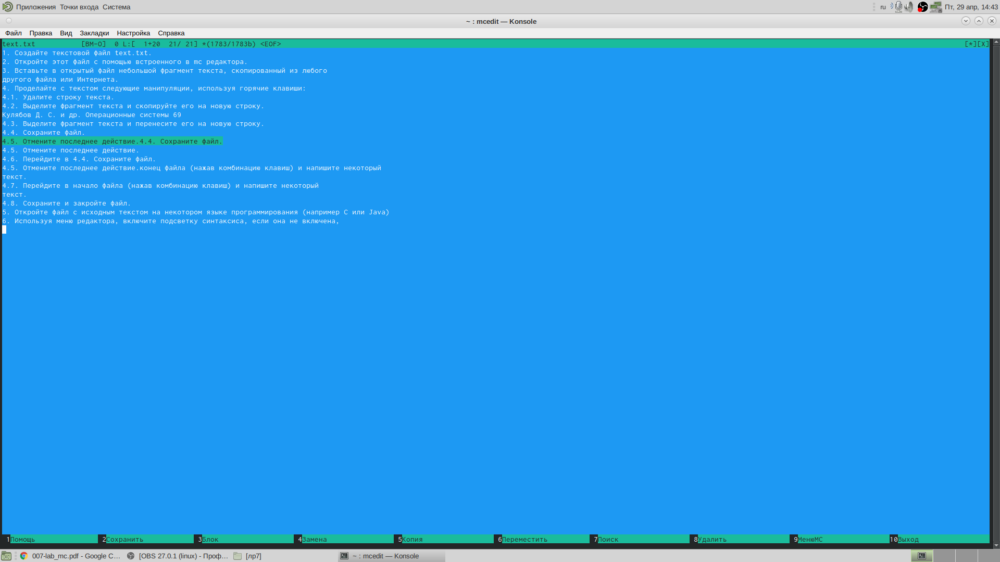 Приложения Точки входа Система ru Пт, 29 апр, 14:43
~ : mcedit — Konsole
Файл Правка Вид Закладки Настройка Справка
text.txt [BM-O] 0 L:[ 1+20 21/ 21] *(1783/1783b) <EOF> [*][X]
1. Создайте текстовой файл text.txt.
2. Откройте этот файл с помощью встроенного в mc редактора.
3. Вставьте в открытый файл небольшой фрагмент текста, скопированный из любого
другого файла или Интернета.
4. Проделайте с текстом следующие манипуляции, используя горячие клавиши:
4.1. Удалите строку текста.
4.2. Выделите фрагмент текста и скопируйте его на новую строку.
Кулябов Д. С. и др. Операционные системы 69
4.3. Выделите фрагмент текста и перенесите его на новую строку.
4.4. Сохраните файл.
4.5. Отмените последнее действие.4.4. Сохраните файл.
4.5. Отмените последнее действие.
4.6. Перейдите в 4.4. Сохраните файл.
4.5. Отмените последнее действие.конец файла (нажав комбинацию клавиш) и напишите некоторый
текст.
4.7. Перейдите в начало файла (нажав комбинацию клавиш) и напишите некоторый
текст.
4.8. Сохраните и закройте файл.
5. Откройте файл с исходным текстом на некотором языке программирования (например C или Java)
6. Используя меню редактора, включите подсветку синтаксиса, если она не включена,
1Помощь 2Сохранить 3Блок 4Замена 5Копия 6Переместить 7Поиск 8Удалить 9МенюMC 10Выход
007-lab_mc.pdf - Google C... [OBS 27.0.1 (linux) - Проф... [лр7] ~ : mcedit — Konsole